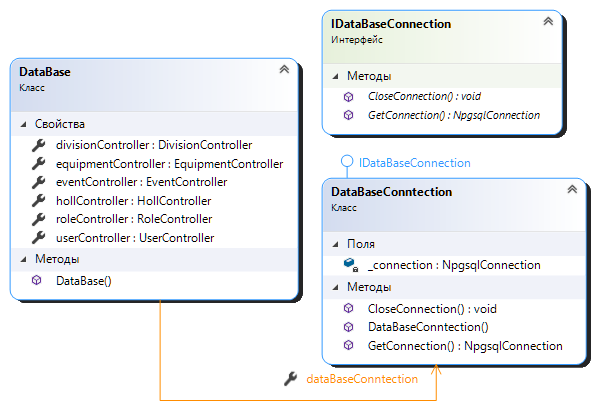 DataBase
Класс
Свойства
divisionController : DivisionController
equipmentController : EquipmentController
eventController : EventController
hollController : HollController
roleController : RoleController
userController : UserController
Методы
DataBase()
IDataBaseConnection
Интерфейс
Методы
CloseConnection() : void
GetConnection() : NpgsqlConnection
IDataBaseConnection
DataBaseConntection
Класс
Поля
_connection : NpgsqlConnection
Методы
CloseConnection() : void
DataBaseConntection()
GetConnection() : NpgsqlConnection
dataBaseConntection